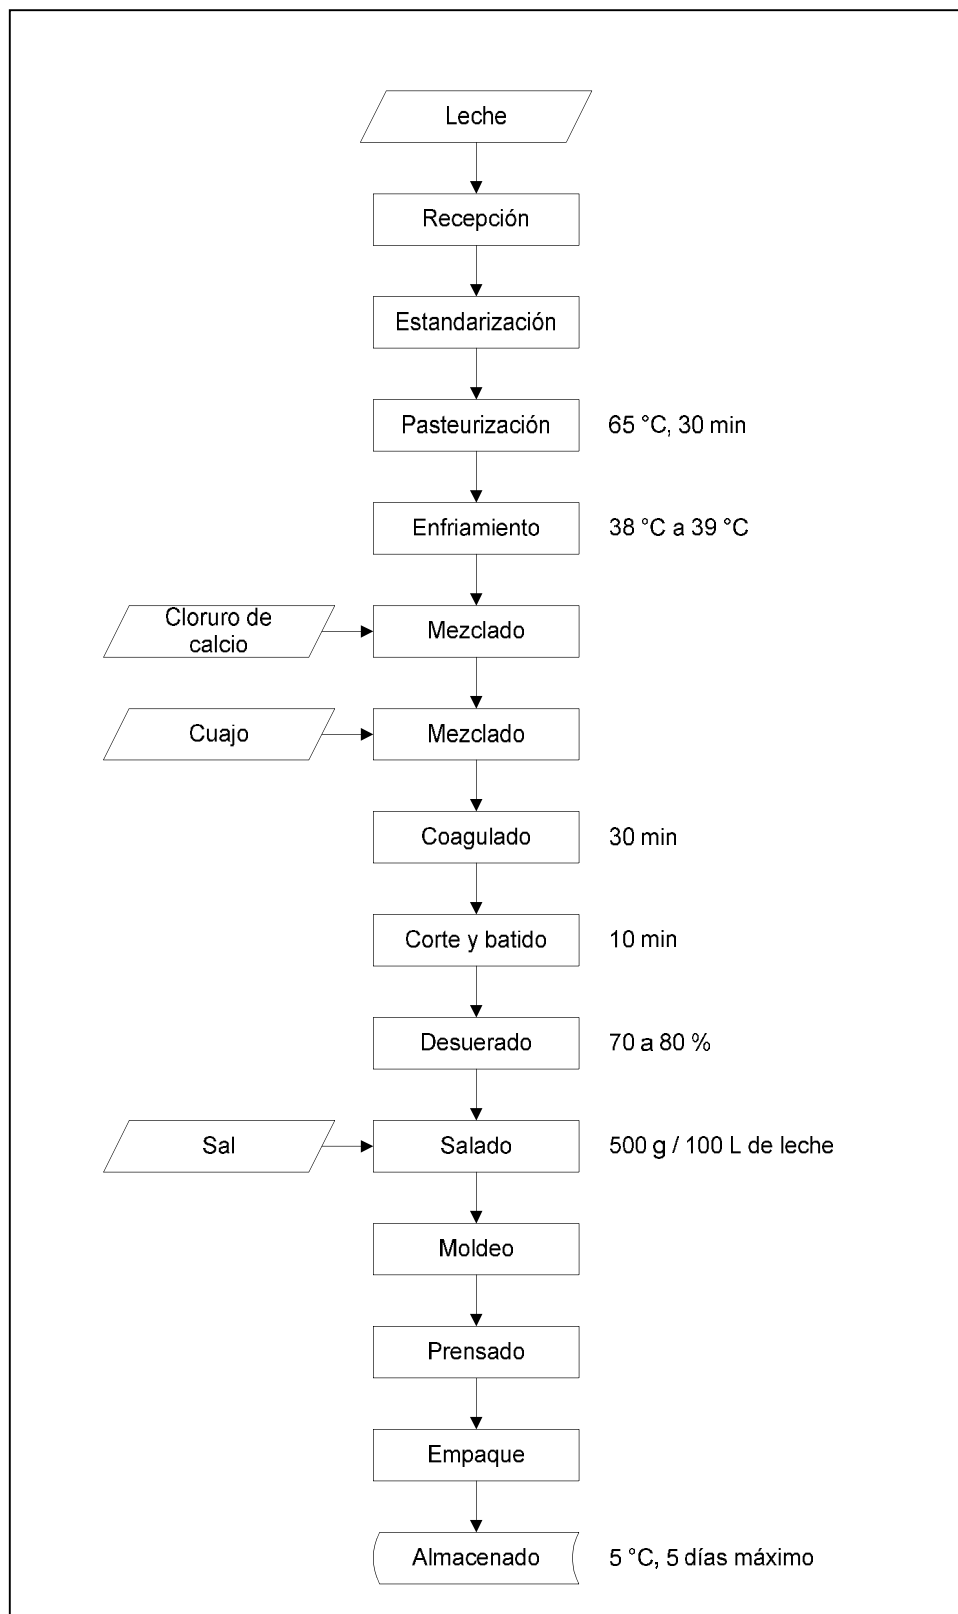 Leche
Recepción
Estandarización
Pasteurización 65 °C, 30 min
Enfriamiento 38 °C a 39 °C
Cloruro de
calcio
Mezclado
Cuajo Mezclado
Coagulado 30 min
Corte y batido 10 min
Desuerado 70 a 80 %
Sal Salado 500 g / 100 L de leche
Moldeo
Prensado
Empaque
Almacenado 5 °C, 5 días máximo